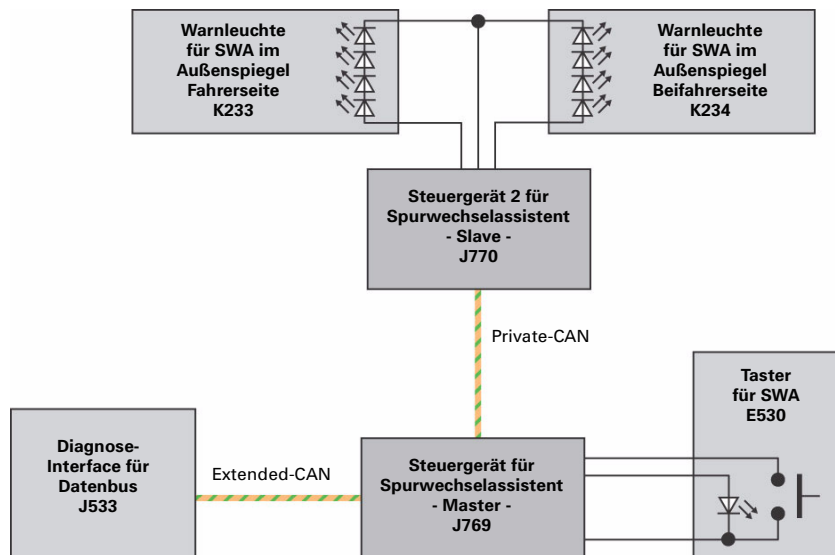 Warnleuchte
für SWA im
Außenspiegel
Fahrerseite
K233
Warnleuchte
für SWA im
Außenspiegel
Beifahrerseite
K234
Steuergerät 2 für
Spurwechselassistent
- Slave -
J770
Private-CAN
Taster
für SWA
E530
Diagnose-
Interface für
Datenbus
J533
Extended-CAN
Steuergerät für
Spurwechselassistent
- Master -
J769